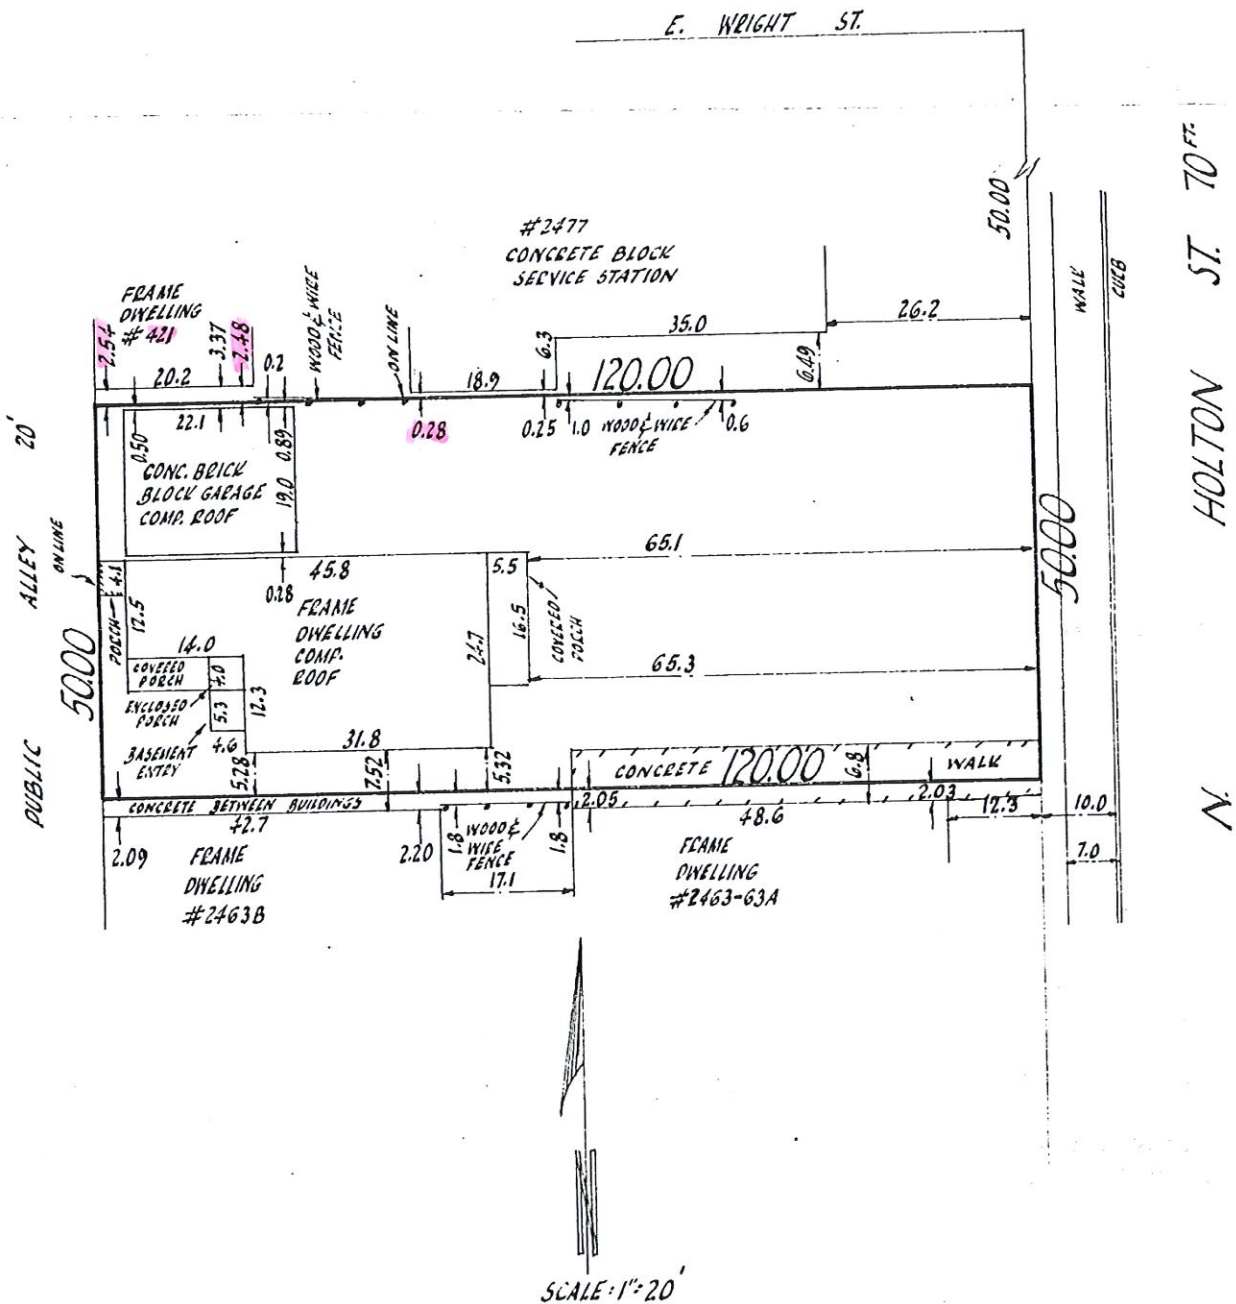 E. WRIGHT ST.
N. HOLTON ST. 70 FT.
50.00
WALK
CURB
#2477
CONCRETE BLOCK
SERVICE STATION
FRAME
DWELLING
# 421
2.54
3.37
2.48
0.2
WOOD & WIRE
FENCE
ON LINE
6.3
35.0
26.2
6.49
20.2
18.9
120.00
22.1
0.50
0.89
0.28
0.25
1.0
WOOD & WIRE
FENCE
0.6
CONC. BRICK
BLOCK GARAGE
COMP. ROOF
19.0
PUBLIC ALLEY 20'
ON LINE
50.00
4.1
PORCH
12.5
45.8
0.28
FRAME
DWELLING
COMP.
ROOF
5.5
16.5
COVERED
PORCH
24.7
65.1
65.3
50.00
14.0
COVERED
PORCH
4.0
ENCLOSED
PORCH
5.3
12.3
BASEMENT
ENTRY
4.6
31.8
5.28
7.52
5.32
CONCRETE
120.00
6.8
WALK
CONCRETE BETWEEN BUILDINGS
42.7
2.09
2.20
1.8
WOOD &
WIRE
FENCE
1.8
17.1
2.05
48.6
2.03
12.3
10.0
7.0
FRAME
DWELLING
#2463B
FRAME
DWELLING
#2463-63A
SCALE: 1"=20'